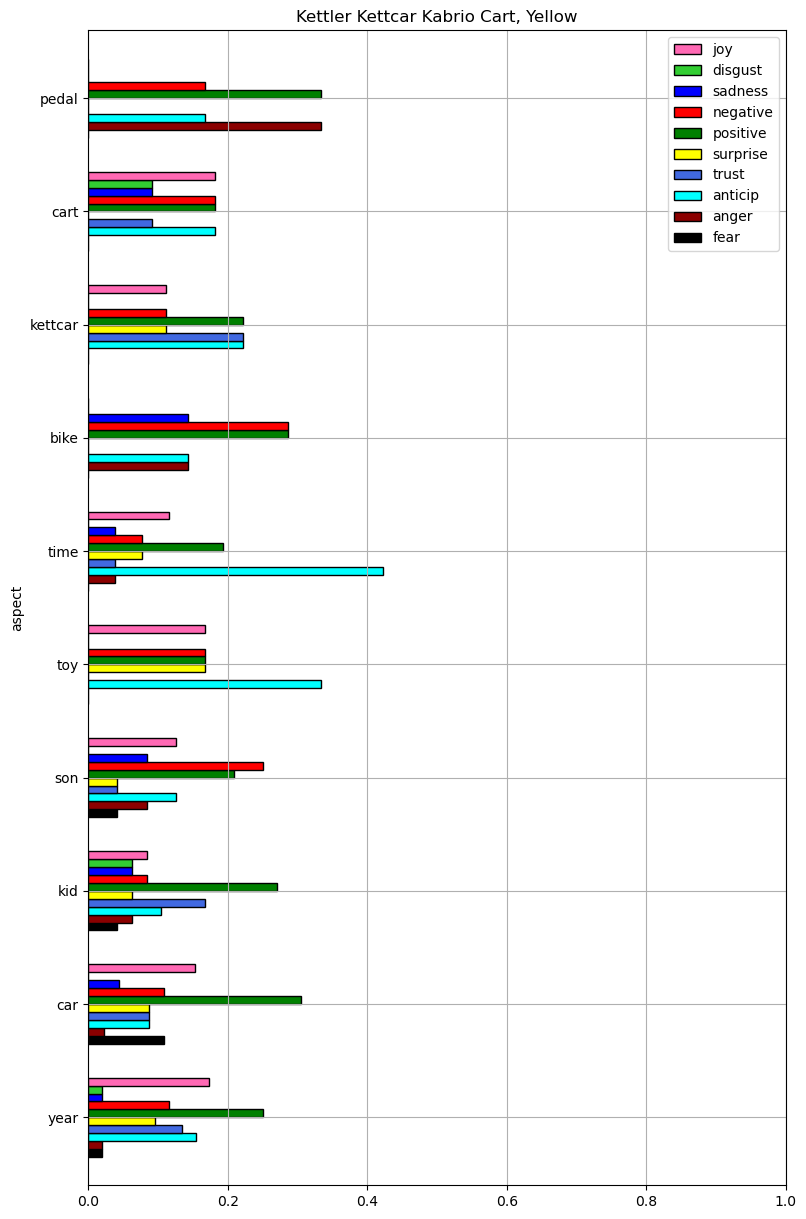 Kettler Kettcar Kabrio Cart, Yellow
joy
disgust
sadness
negative
positive
surprise
trust
anticip
anger
fear
aspect
pedal
cart
kettcar
bike
time
toy
son
kid
car
year
0.0 0.2 0.4 0.6 0.8 1.0